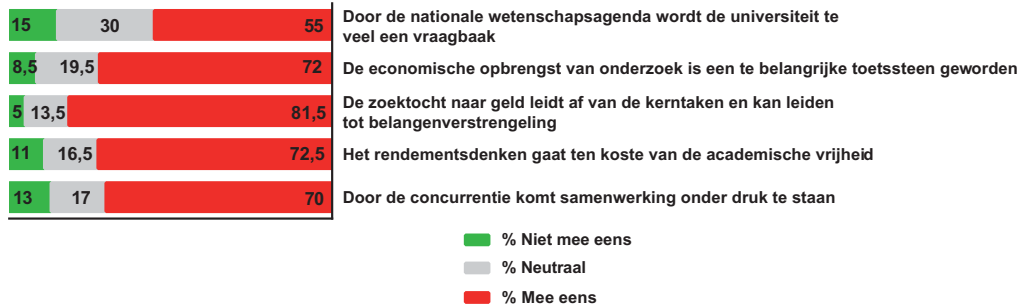 15 30 55 Door de nationale wetenschapsagenda wordt de universiteit te
veel een vraagbaak
8,5 19,5 72 De economische opbrengst van onderzoek is een te belangrijke toetssteen geworden
5 13,5 81,5 De zoektocht naar geld leidt af van de kerntaken en kan leiden
tot belangenverstrengeling
11 16,5 72,5 Het rendementsdenken gaat ten koste van de academische vrijheid
13 17 70 Door de concurrentie komt samenwerking onder druk te staan
% Niet mee eens
% Neutraal
% Mee eens